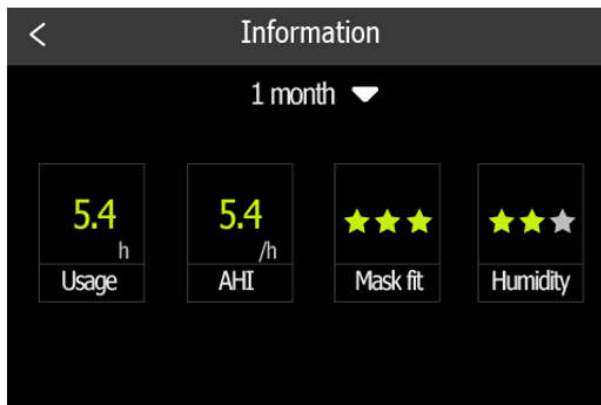 Information
1 month
5.4 h
5.4 /h
Usage
AHI
Mask fit
Humidity